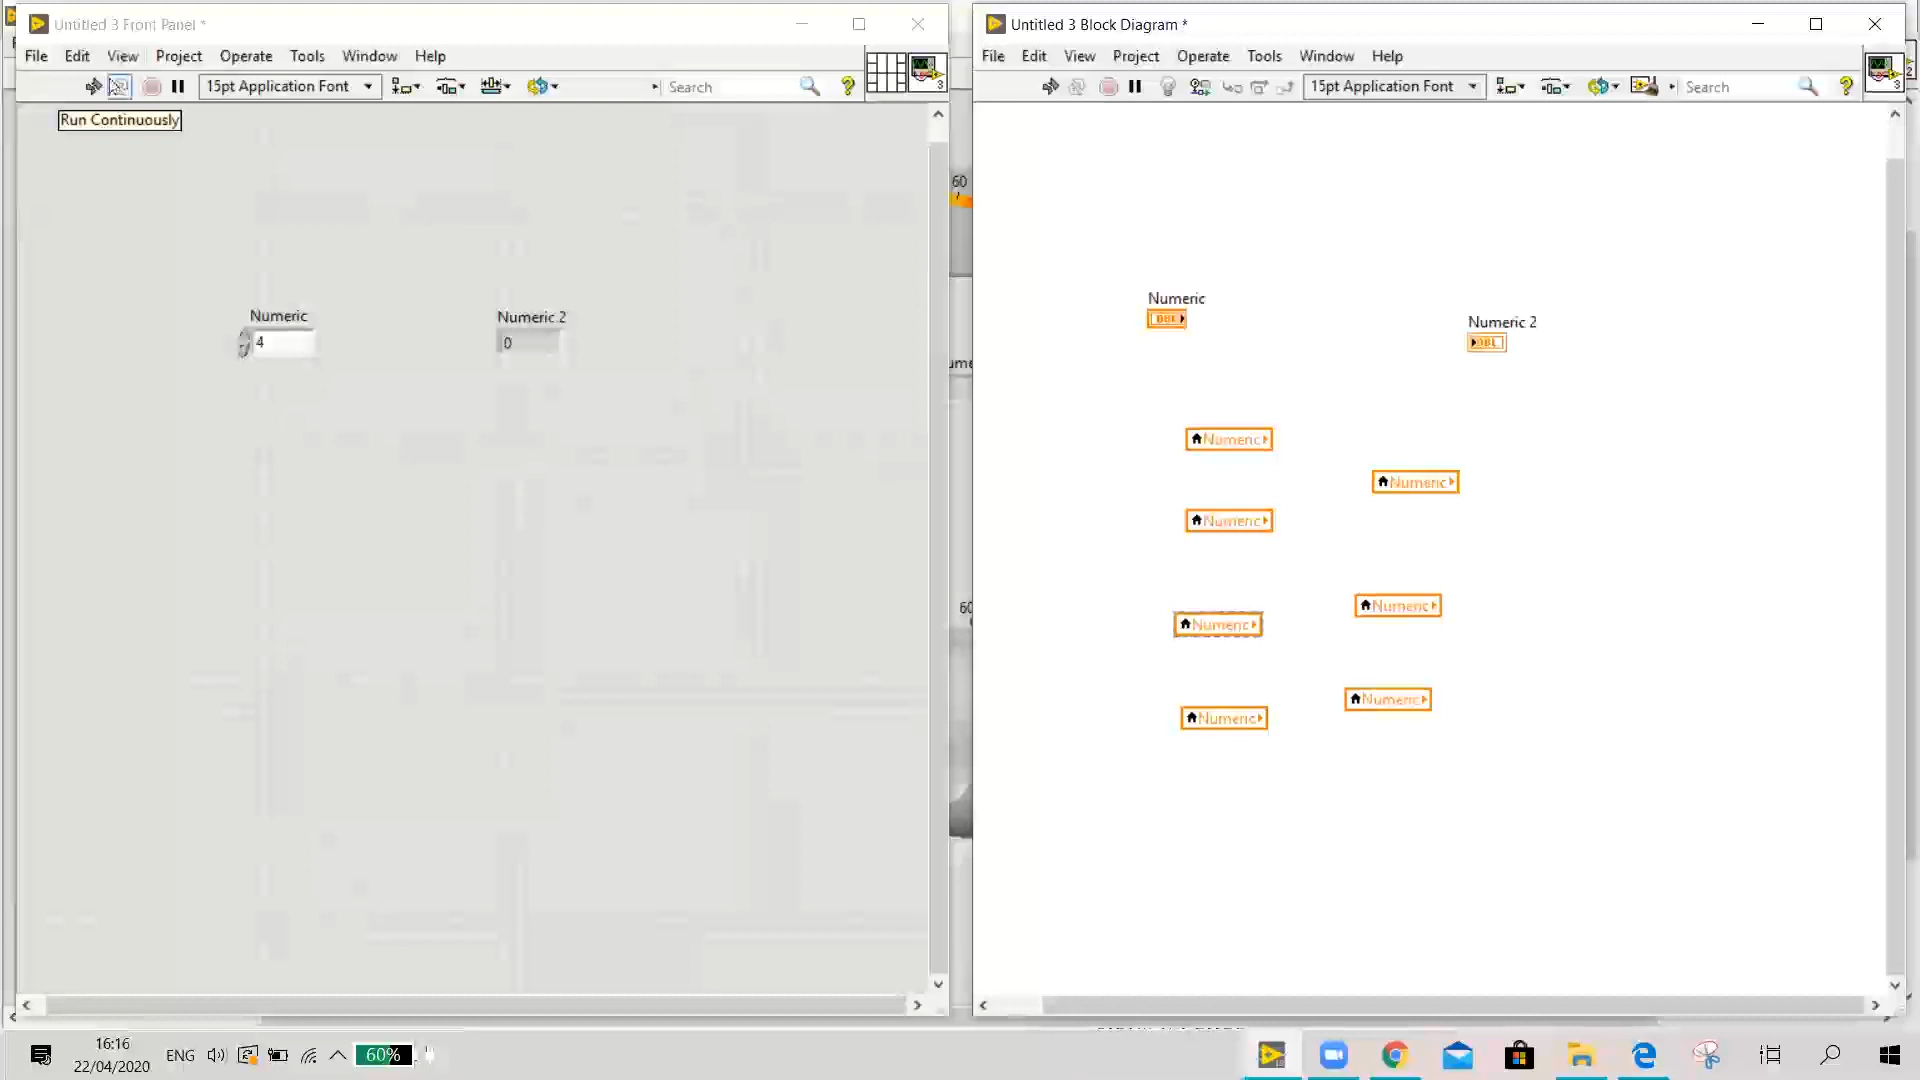 Untitled 3 Front Panel *
File Edit View Project Operate Tools Window Help
15pt Application Font
Search
3
Run Continuously
Numeric
4
Numeric 2
0
60
60
Untitled 3 Block Diagram *
File Edit View Project Operate Tools Window Help
15pt Application Font
Search
3
2
Numeric
DBL
Numeric 2
DBL
Numeric
Numeric
Numeric
Numeric
Numeric
Numeric
Numeric
16:16
22/04/2020
ENG
60%